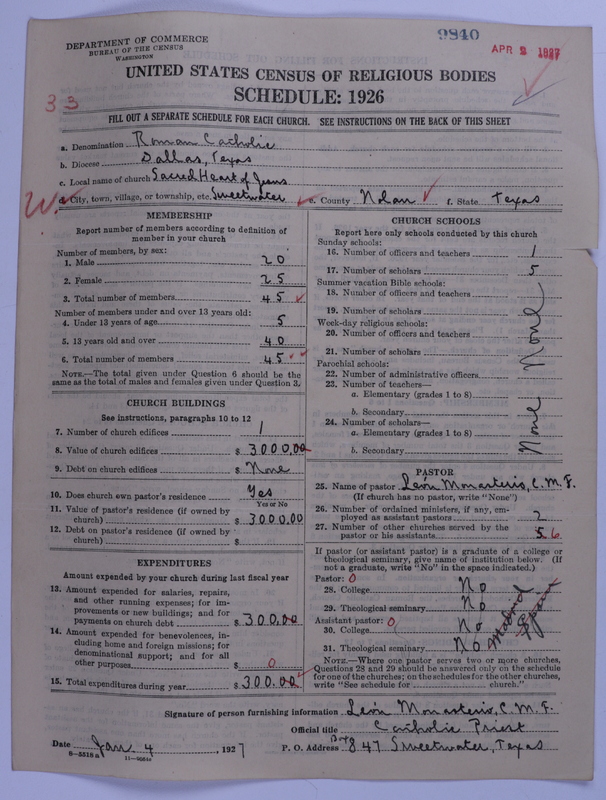 DEPARTMENT OF COMMERCE
BUREAU OF THE CENSUS
WASHINGTON
9840
APR 2 1927
UNITED STATES CENSUS OF RELIGIOUS BODIES
SCHEDULE: 1926
33
FILL OUT A SEPARATE SCHEDULE FOR EACH CHURCH. SEE INSTRUCTIONS ON THE BACK OF THIS SHEET
a. Denomination Roman Catholic
b. Diocese Dallas, Texas
c. Local name of church Sacred Heart of Jesus
d. City, town, village, or township, etc. Sweetwater e. County Nolan f. State Texas
MEMBERSHIP
Report number of members according to definition of member in your church
Number of members, by sex:
1. Male 20
2. Female 25
3. Total number of members 45
Number of members under and over 13 years old:
4. Under 13 years of age 5
5. 13 years old and over 40
6. Total number of members 45
NOTE.—The total given under Question 6 should be the same as the total of males and females given under Question 3.
CHURCH BUILDINGS
See instructions, paragraphs 10 to 12
7. Number of church edifices 1
8. Value of church edifices $ 3000.00
9. Debt on church edifices $ None
10. Does church own pastor's residence Yes
Yes or No
11. Value of pastor's residence (if owned by church) $ 3000.00
12. Debt on pastor's residence (if owned by church) $
EXPENDITURES
Amount expended by your church during last fiscal year
13. Amount expended for salaries, repairs, and other running expenses; for improvements or new buildings; and for payments on church debt $ 300.00
14. Amount expended for benevolences, including home and foreign missions; for denominational support; and for all other purposes $ 0
15. Total expenditures during year $ 300.00
CHURCH SCHOOLS
Report here only schools conducted by this church
Sunday schools:
16. Number of officers and teachers 1
17. Number of scholars 5
Summer vacation Bible schools:
18. Number of officers and teachers
19. Number of scholars
Week-day religious schools:
20. Number of officers and teachers
21. Number of scholars
None
Parochial schools:
22. Number of administrative officers
23. Number of teachers—
a. Elementary (grades 1 to 8)
b. Secondary
24. Number of scholars—
a. Elementary (grades 1 to 8)
b. Secondary
None
PASTOR
25. Name of pastor León Monasterio, C. M. F.
(If church has no pastor, write "None")
26. Number of ordained ministers, if any, employed as assistant pastors 2
27. Number of other churches served by the pastor or his assistants 5 6
If pastor (or assistant pastor) is a graduate of a college or theological seminary, give name of institution below. (If not a graduate, write "No" in the space indicated.)
Pastor: 0
28. College No
29. Theological seminary No
Assistant pastor: 0
30. College No
31. Theological seminary No
Madrid Spain
NOTE.—Where one pastor serves two or more churches, Questions 28 and 29 should be answered only on the schedule for one of the churches; on the schedules for the other churches, write "See schedule for church."
Signature of person furnishing information León Monasterio, C. M. F.
Official title Catholic Priest
Date Jan. 4, 1927 P. O. Address Box 847 Sweetwater, Texas
8—5518a